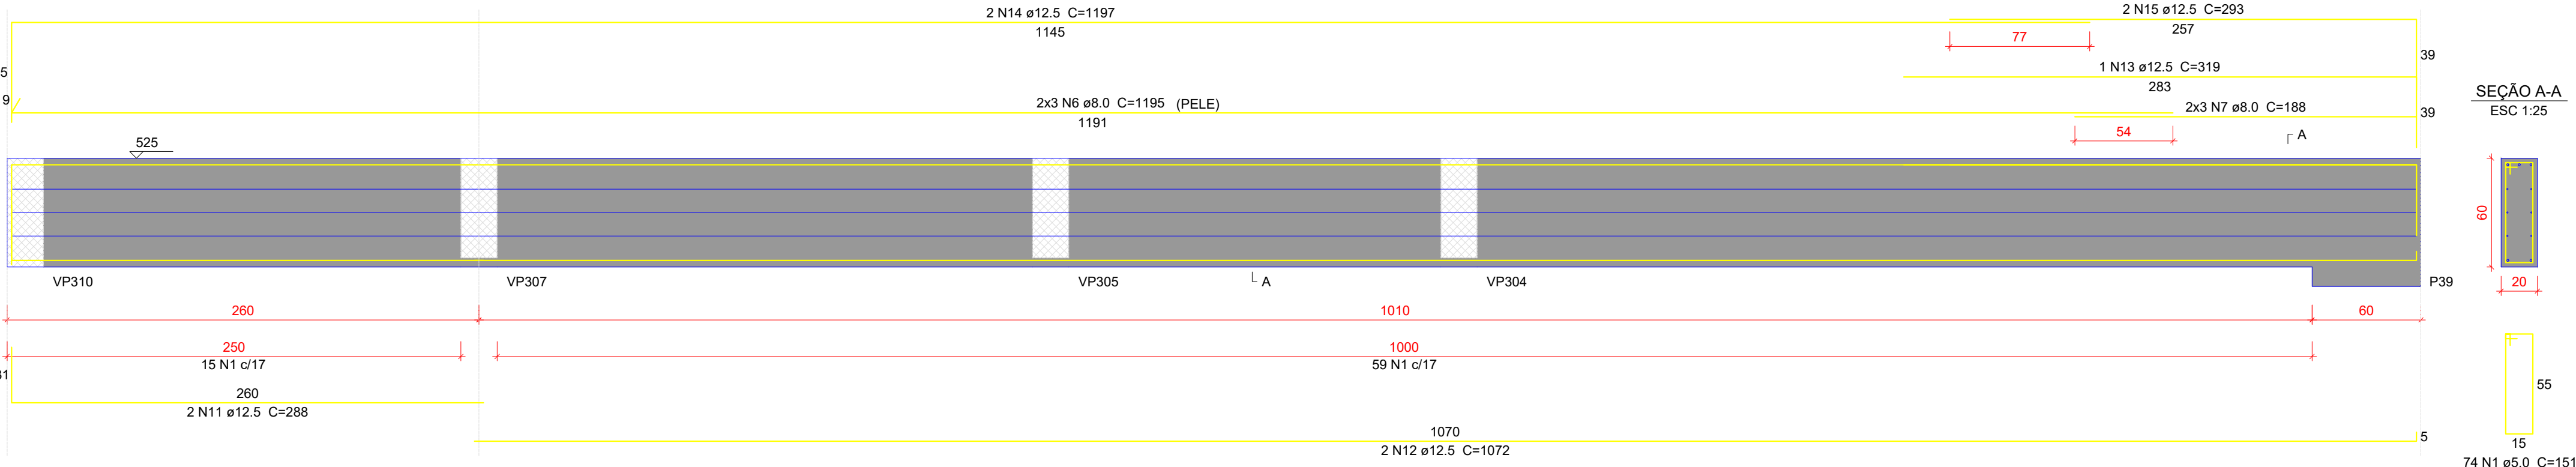 2 N14 ø12.5 C=1197
1145
2 N15 ø12.5 C=293
257
77
39
5
1 N13 ø12.5 C=319
283
9
2x3 N6 ø8.0 C=1195 (PELE)
1191
2x3 N7 ø8.0 C=188
39
54
A
525
SEÇÃO A-A
ESC 1:25
60
20
VP310
VP307
VP305
A
VP304
P39
260
1010
60
250
15 N1 c/17
1000
59 N1 c/17
260
2 N11 ø12.5 C=288
1070
2 N12 ø12.5 C=1072
5
55
15
74 N1 ø5.0 C=151